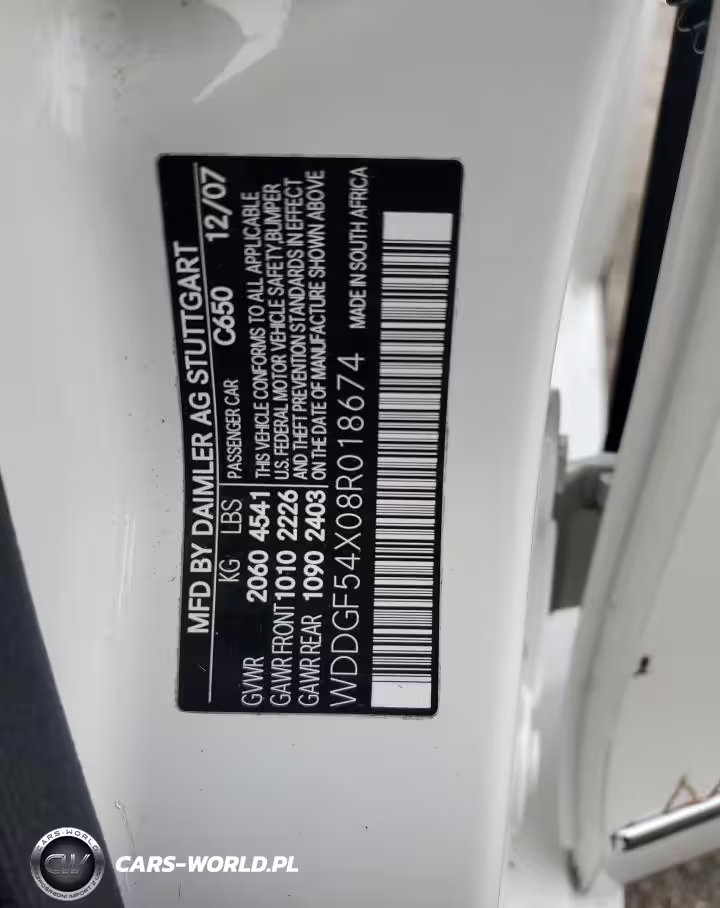 MFD BY DAIMLER AG STUTTGART
C650 12/07
KG LBS PASSENGER CAR
GVWR 2060 4541 THIS VEHICLE CONFORMS TO ALL APPLICABLE
GAWR FRONT 1010 2226 U.S. FEDERAL MOTOR VEHICLE SAFETY,BUMPER
AND THEFT PREVENTION STANDARDS IN EFFECT
GAWR REAR 1090 2403 ON THE DATE OF MANUFACTURE SHOWN ABOVE
WDDGF54X08R018674 MADE IN SOUTH AFRICA
CARS-WORLD.PL